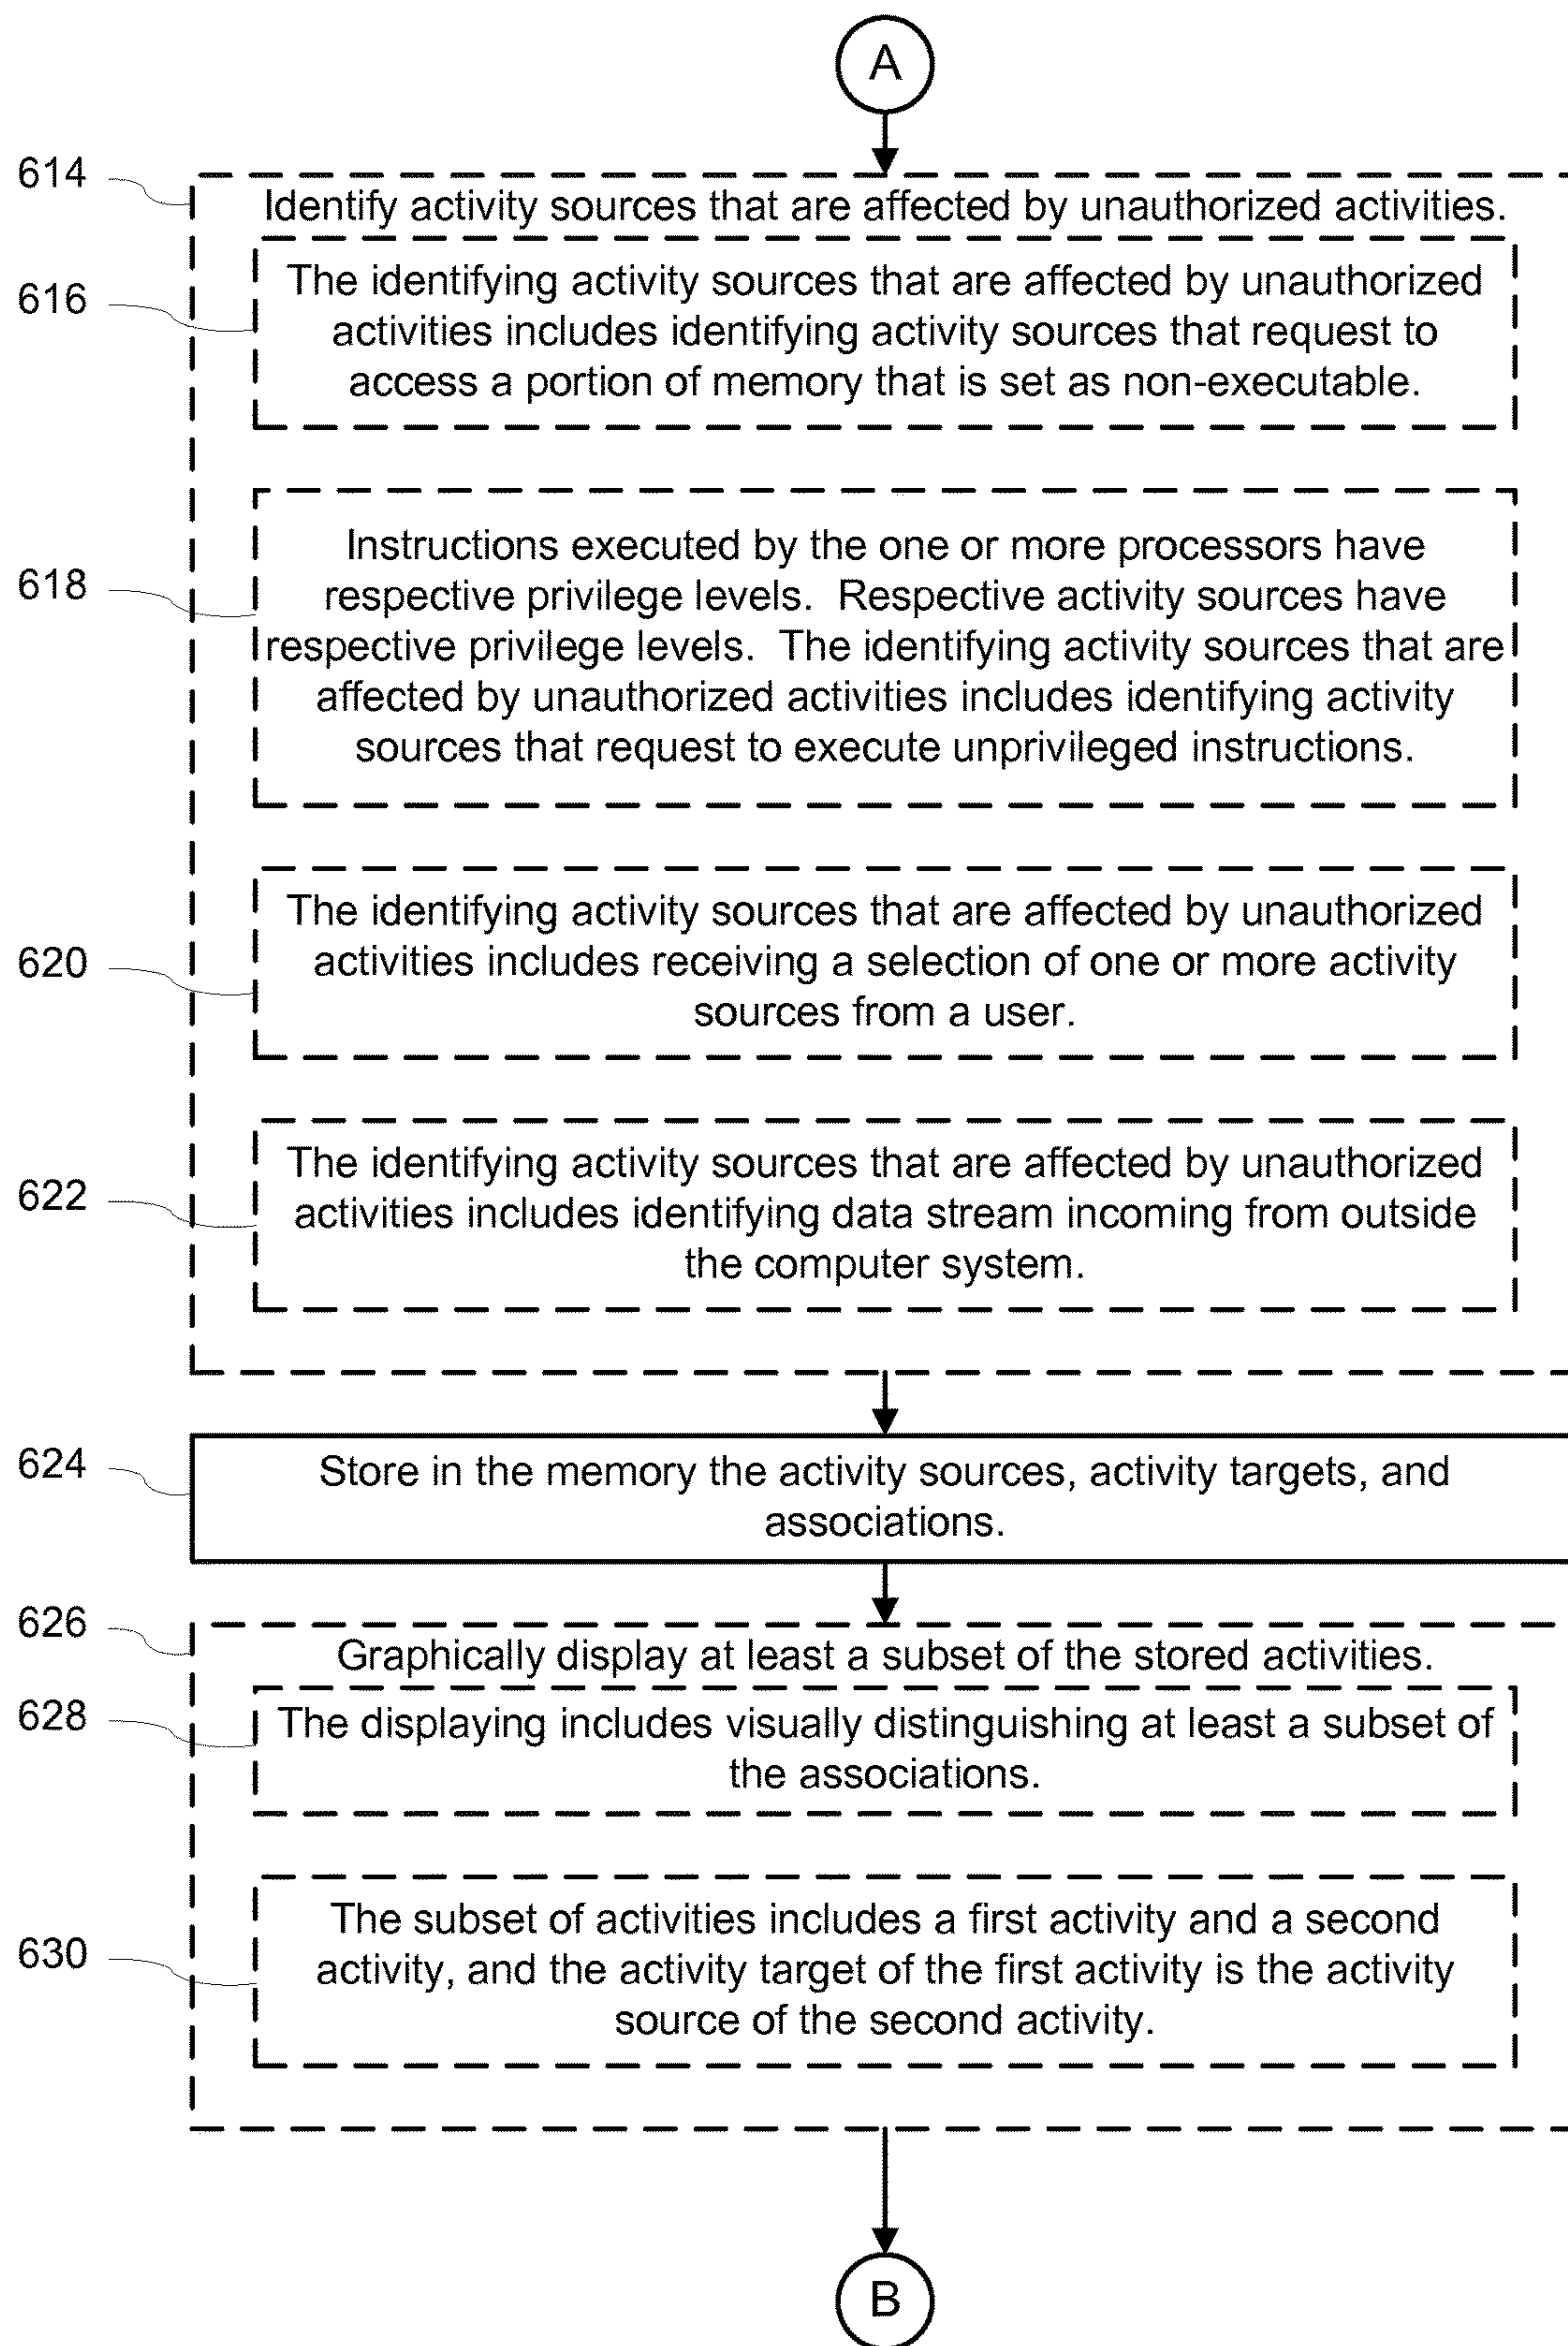 A
614
Identify activity sources that are affected by unauthorized activities.
616
The identifying activity sources that are affected by unauthorized
activities includes identifying activity sources that request to
access a portion of memory that is set as non-executable.
618
Instructions executed by the one or more processors have
respective privilege levels. Respective activity sources have
respective privilege levels. The identifying activity sources that are
affected by unauthorized activities includes identifying activity
sources that request to execute unprivileged instructions.
620
The identifying activity sources that are affected by unauthorized
activities includes receiving a selection of one or more activity
sources from a user.
622
The identifying activity sources that are affected by unauthorized
activities includes identifying data stream incoming from outside
the computer system.
624
Store in the memory the activity sources, activity targets, and
associations.
626
Graphically display at least a subset of the stored activities.
628
The displaying includes visually distinguishing at least a subset of
the associations.
630
The subset of activities includes a first activity and a second
activity, and the activity target of the first activity is the activity
source of the second activity.
B